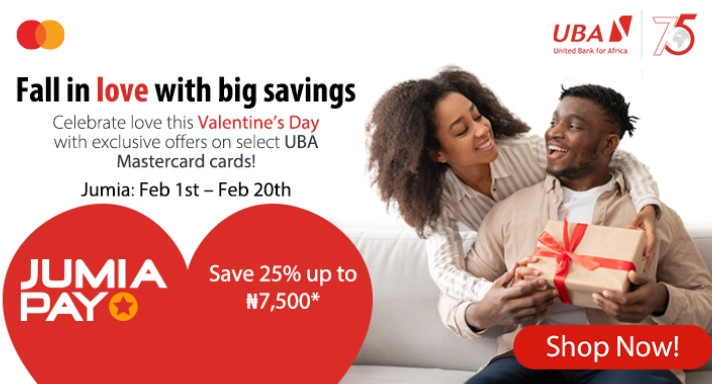 UBA
United Bank for Africa
75
Fall in love with big savings
Celebrate love this Valentine's Day
with exclusive offers on select UBA
Mastercard cards!
Jumia: Feb 1st – Feb 20th
JUMIA
PAY
Save 25% up to
₦7,500*
Shop Now!